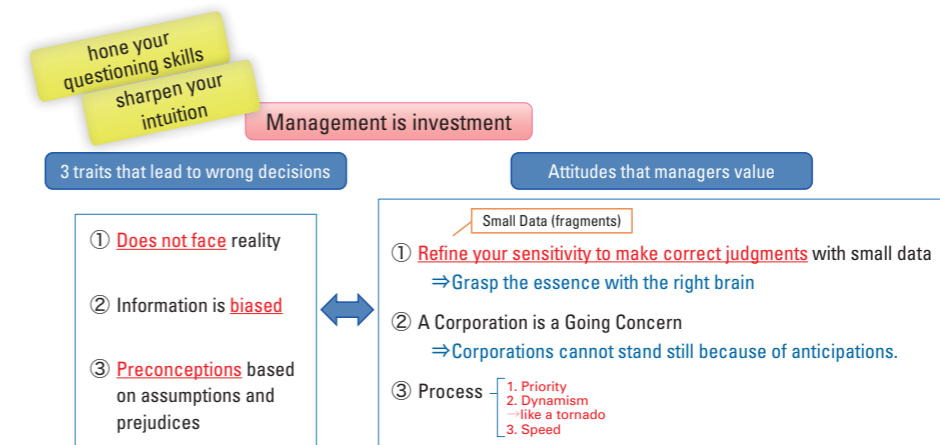 hone your
questioning skills
sharpen your
intuition
Management is investment
3 traits that lead to wrong decisions
① Does not face reality
② Information is biased
③ Preconceptions based
on assumptions and
prejudices
Attitudes that managers value
Small Data (fragments)
① Refine your sensitivity to make correct judgments with small data
⇒Grasp the essence with the right brain
② A Corporation is a Going Concern
⇒Corporations cannot stand still because of anticipations.
③ Process
1. Priority
2. Dynamism
→like a tornado
3. Speed